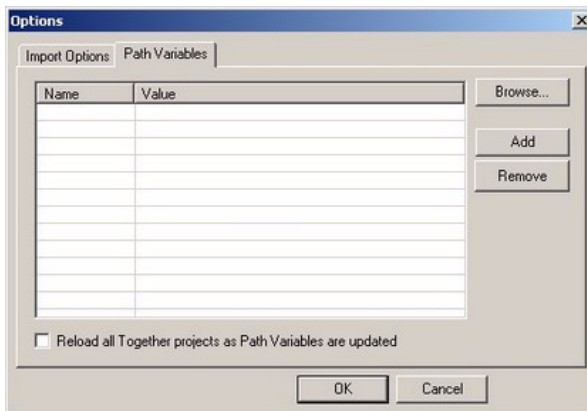 Options
Import Options Path Variables
Name Value Browse...
Add
Remove
Reload all Together projects as Path Variables are updated
OK Cancel